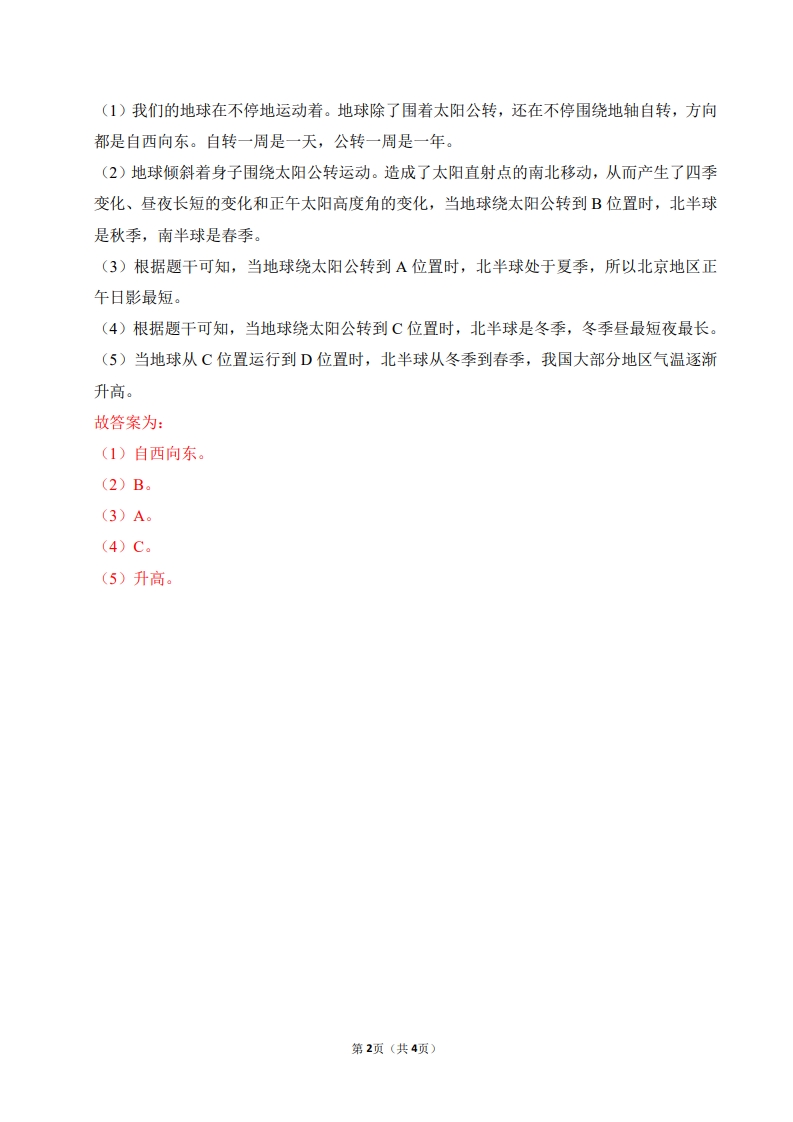 （1）我们的地球在不停地运动着。地球除了围着太阳公转，还在不停围绕地轴自转，方向
都是自西向东。自转一周是一天，公转一周是一年。
（2）地球倾斜着身子围绕太阳公转运动。造成了太阳直射点的南北移动，从而产生了四季
变化、昼夜长短的变化和正午太阳高度角的变化，当地球绕太阳公转到 B 位置时，北半球
是秋季，南半球是春季。
（3）根据题干可知，当地球绕太阳公转到 A 位置时，北半球处于夏季，所以北京地区正
午日影最短。
（4）根据题干可知，当地球绕太阳公转到 C 位置时，北半球是冬季，冬季昼最短夜最长。
（5）当地球从 C 位置运行到 D 位置时，北半球从冬季到春季，我国大部分地区气温逐渐
升高。
故答案为：
（1）自西向东。
（2）B。
（3）A。
（4）C。
（5）升高。
第 2页（共 4页）